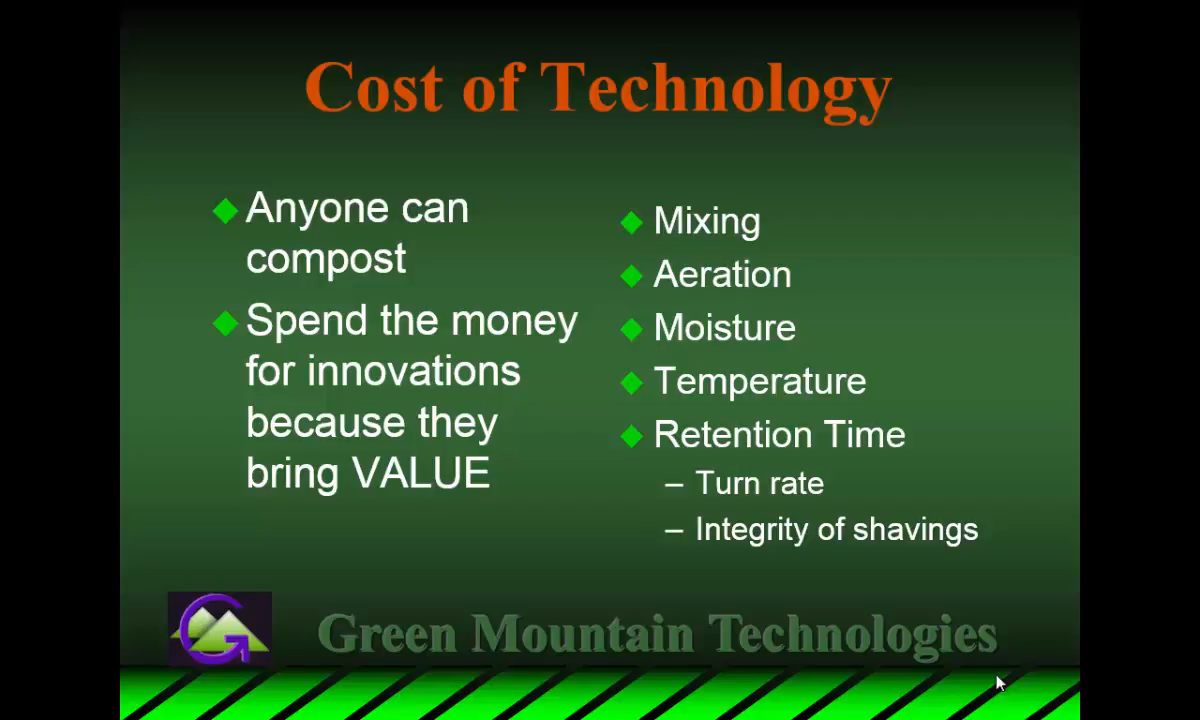 Cost of Technology
Anyone can
compost
Spend the money
for innovations
because they
bring VALUE
Mixing
Aeration
Moisture
Temperature
Retention Time
– Turn rate
– Integrity of shavings
Green Mountain Technologies